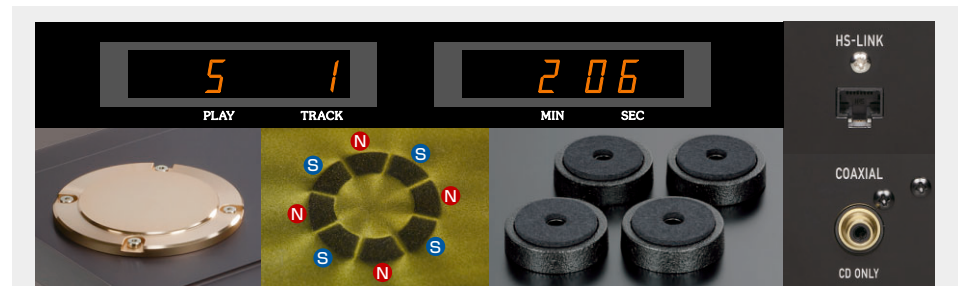 5 1
PLAY TRACK
2 06
MIN SEC
HS-LINK
N
S
S
N
N
S
S
N
COAXIAL
CD ONLY